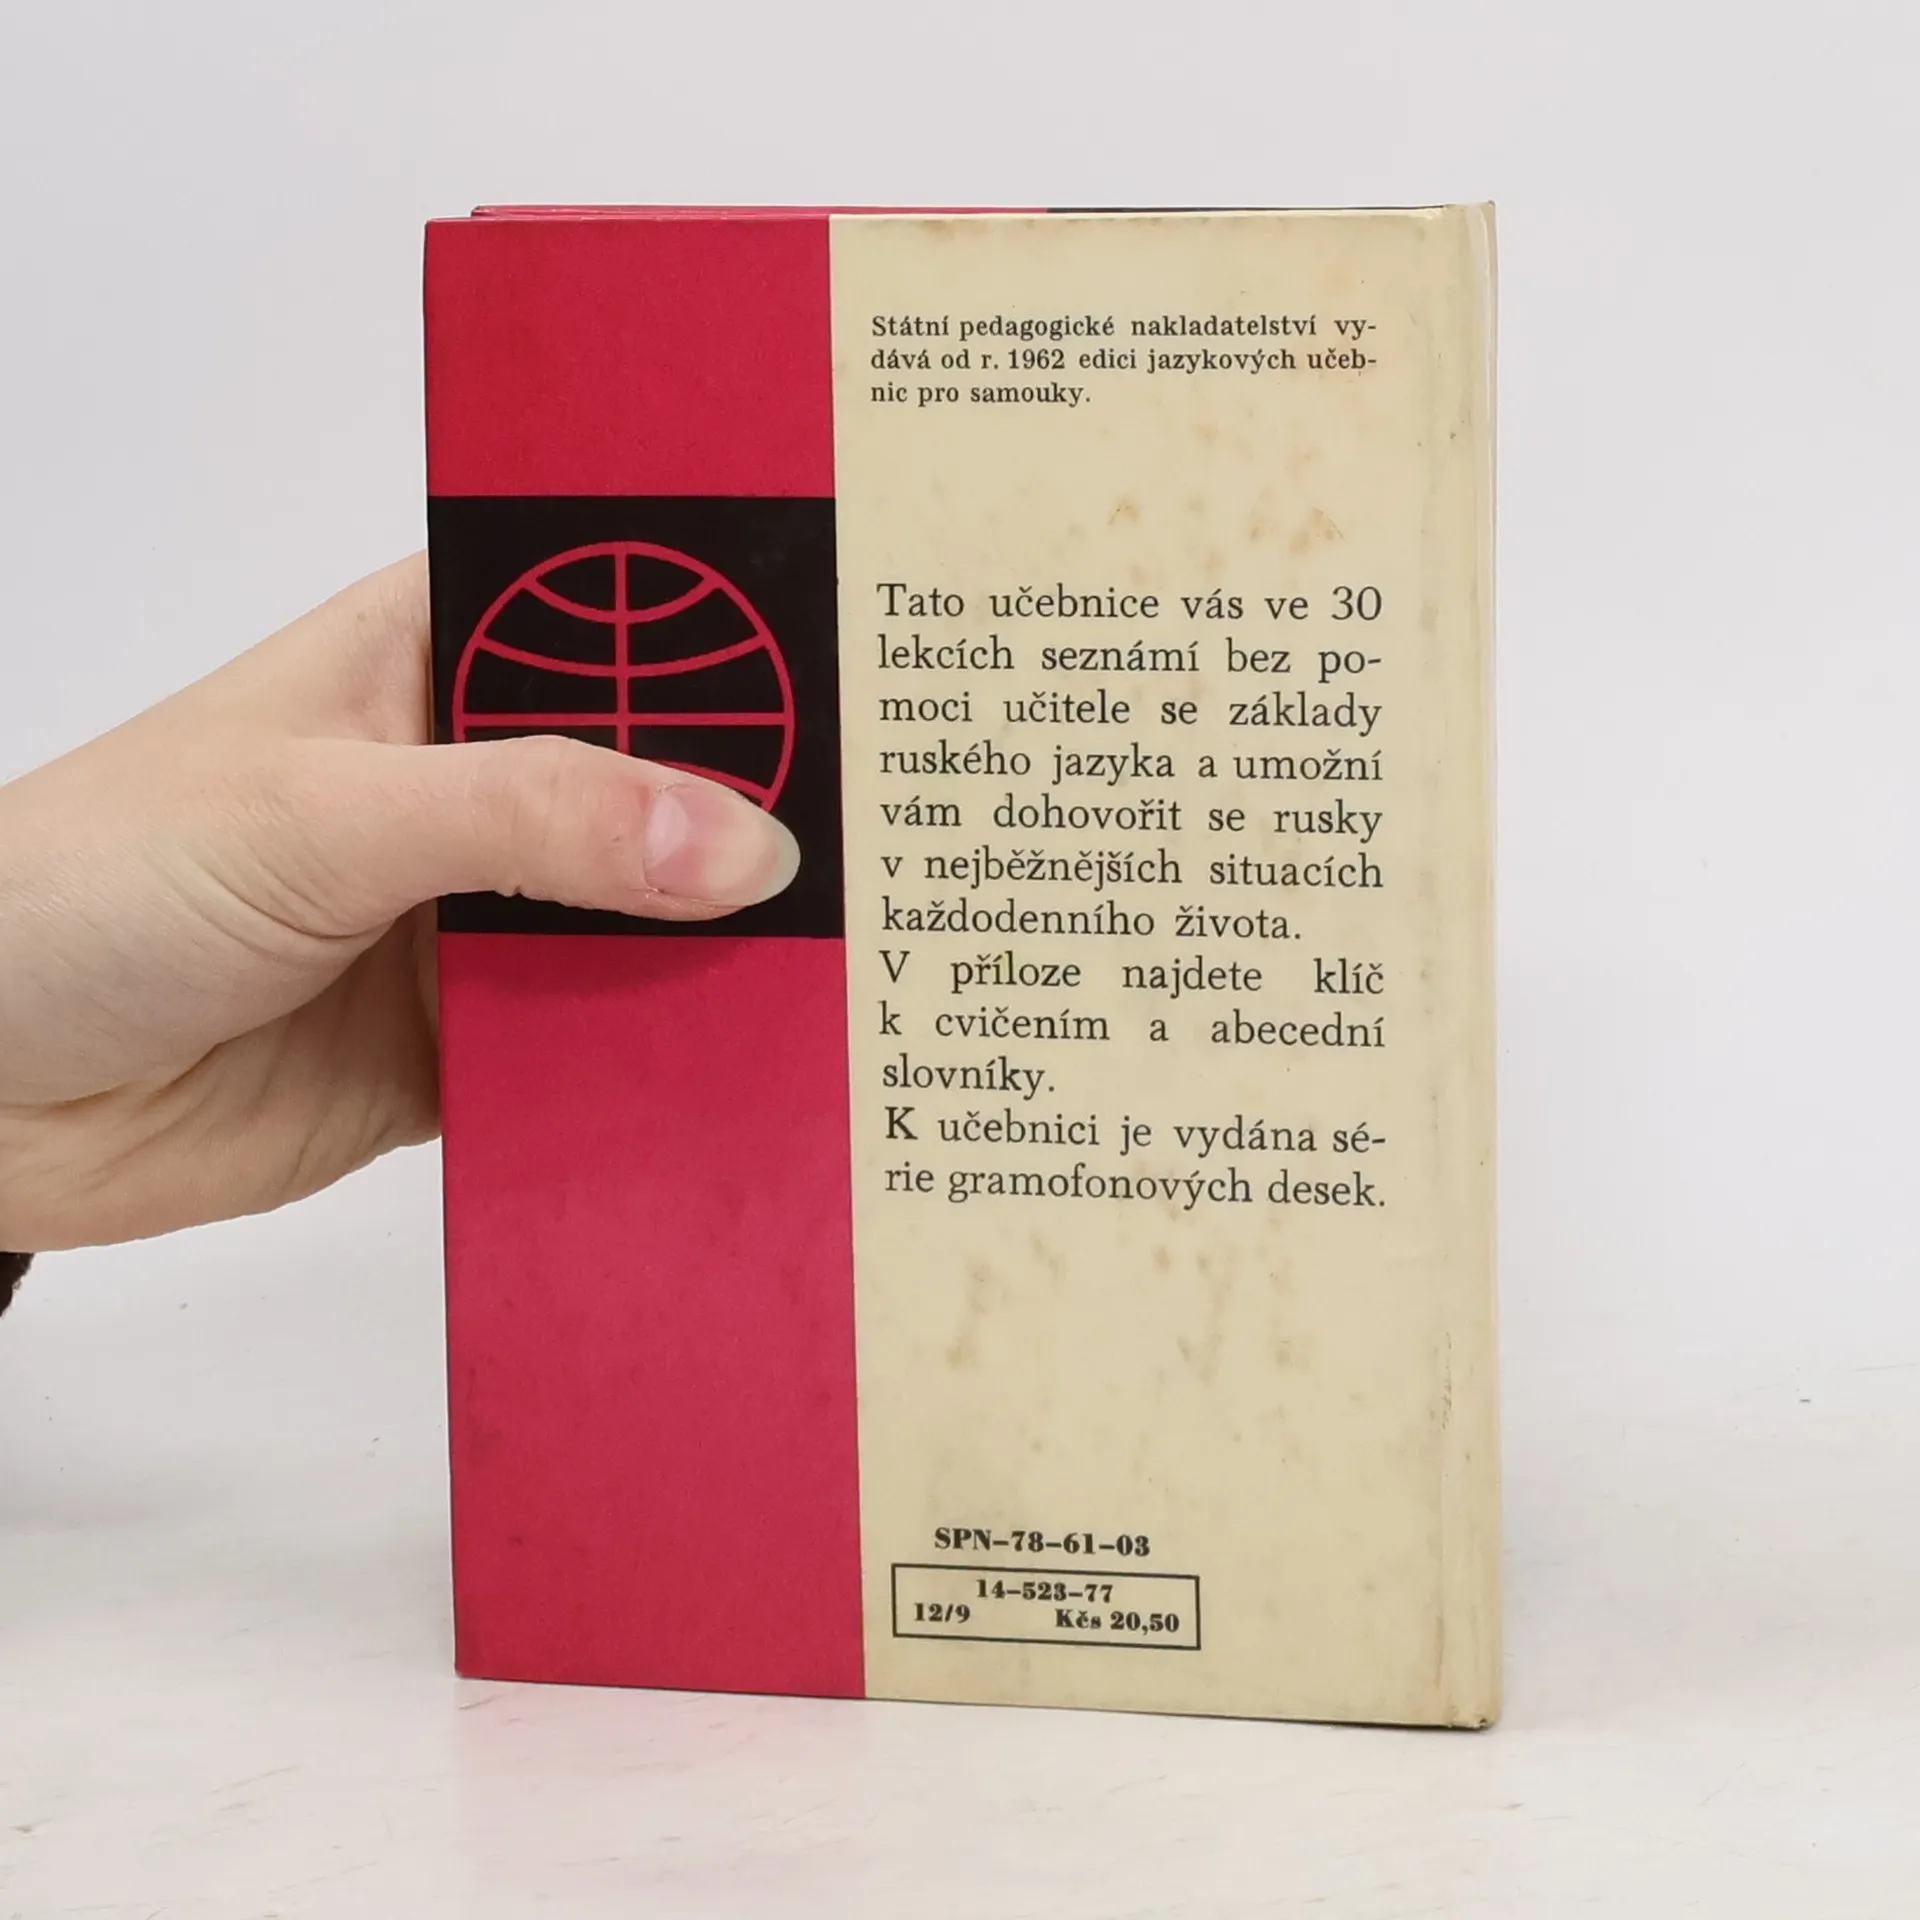 Státní pedagogické nakladatelství vy-
dává od r. 1962 edici jazykových učeb-
nic pro samouky.
Tato učebnice vás ve 30
lekcích seznámí bez po-
moci učitele se základy
ruského jazyka a umožní
vám dohovořit se rusky
v nejběžnějších situacích
každodenního života.
V příloze najdete klíč
k cvičením a abecední
slovníky.
K učebnici je vydána sé-
rie gramofonových desek.
SPN–78–61–03
14–523–77
12/9 Kčs 20,50